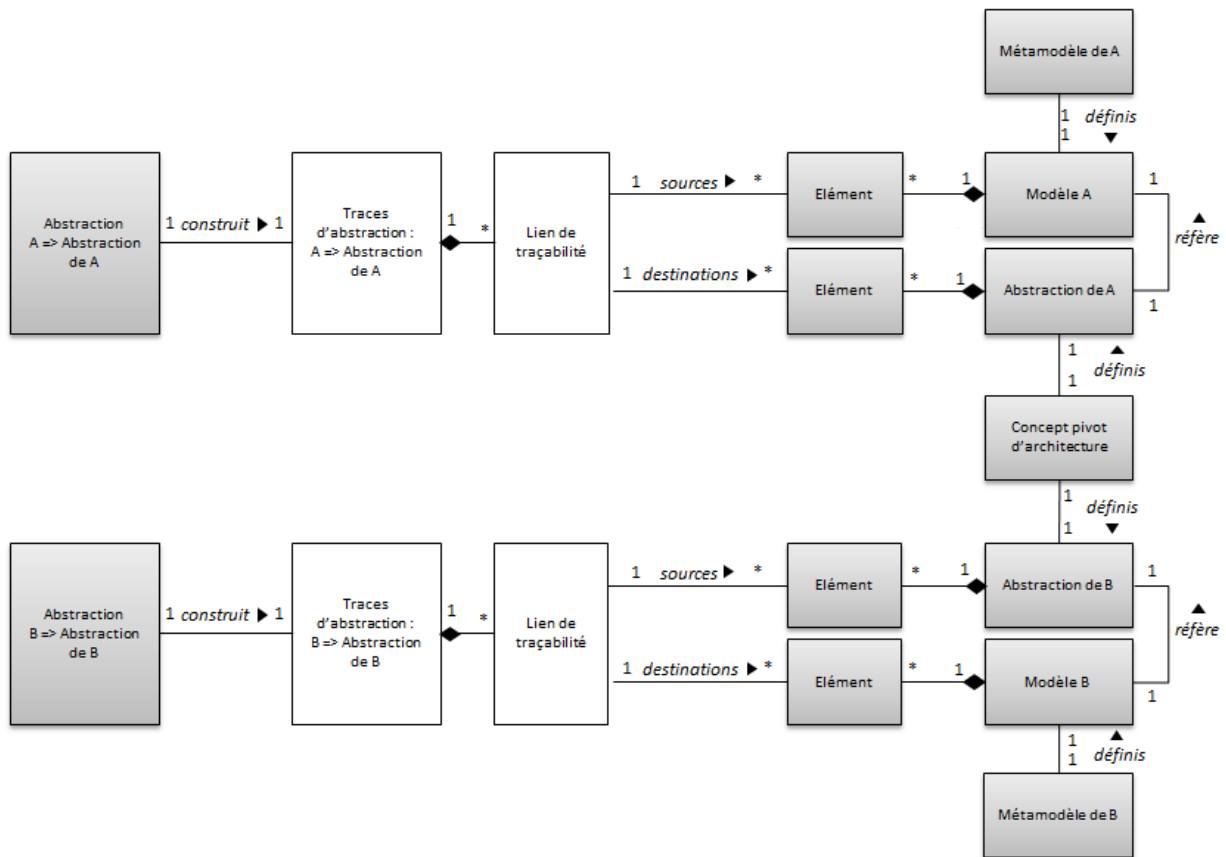 Métamodèle de A
1 définis
1
Abstraction
A => Abstraction
de A
1 construit 1
Traces
d'abstraction :
A => Abstraction
de A
1
*
Lien de
traçabilité
1 sources *
1 destinations *
Elément
* 1
Modèle A
1
réfère
Elément
* 1
Abstraction de A
1
1
définis
1
Concept pivot
d'architecture
1
définis
1
Abstraction
B => Abstraction
de B
1 construit 1
Traces
d'abstraction :
B => Abstraction
de B
1
*
Lien de
traçabilité
1 sources *
1 destinations *
Elément
* 1
Abstraction de B
1
réfère
Elément
* 1
Modèle B
1
1
1 définis
Métamodèle de B